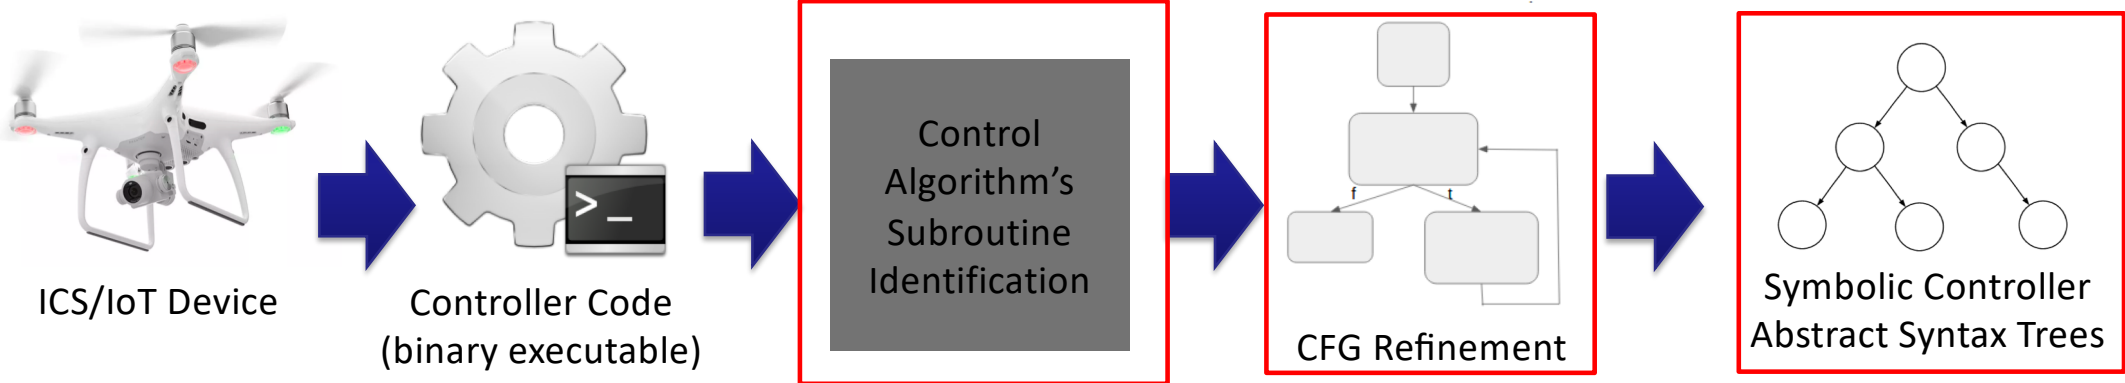 ICS/IoT Device
Controller Code
(binary executable)
>_
Control
Algorithm’s
Subroutine
Identification
f
t
CFG Refinement
Symbolic Controller
Abstract Syntax Trees